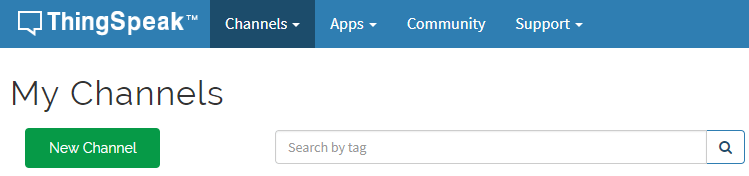 ThingSpeak™ Channels Apps Community Support
My Channels
New Channel Search by tag